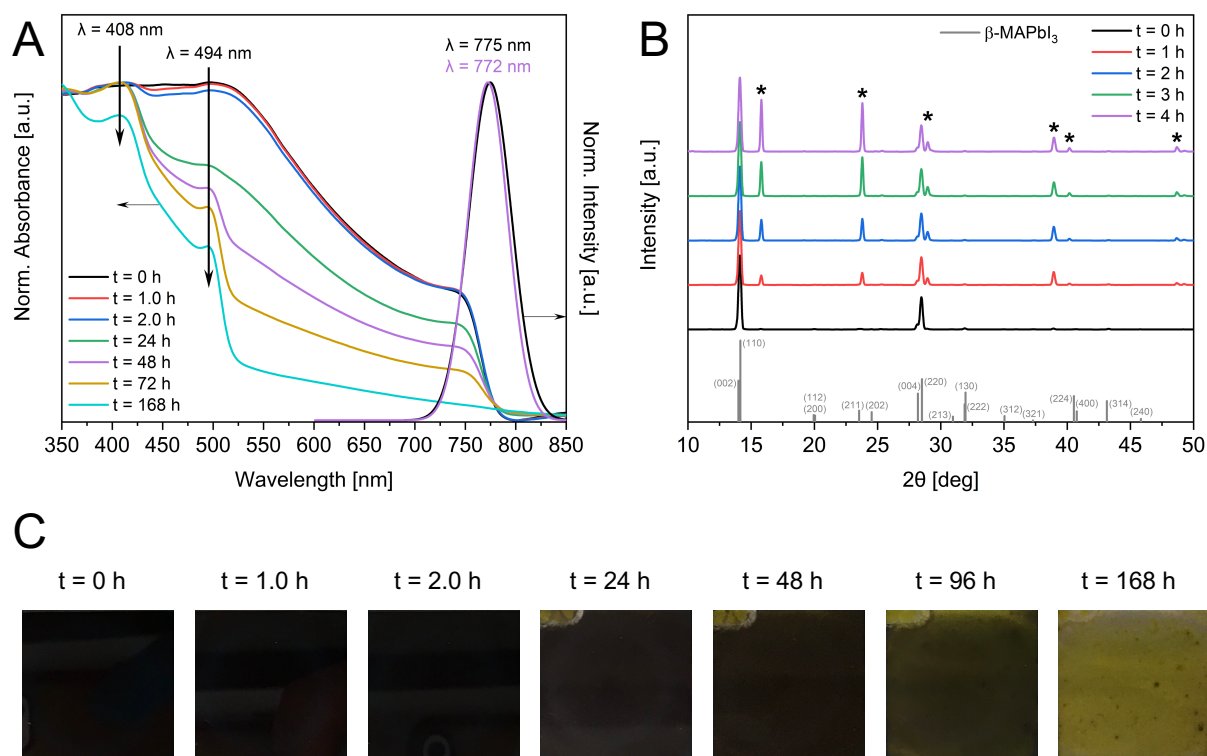 A
λ = 408 nm
λ = 494 nm
λ = 775 nm
λ = 772 nm
Norm. Absorbance [a.u.]
Norm. Intensity [a.u.]
t = 0 h
t = 1.0 h
t = 2.0 h
t = 24 h
t = 48 h
t = 72 h
t = 168 h
350 400 450 500 550 600 650 700 750 800 850
Wavelength [nm]
B
β-MAPbI3
t = 0 h
t = 1 h
t = 2 h
t = 3 h
t = 4 h
* * * * * *
Intensity [a.u.]
(002)
(110)
(112)
(200)
(211)
(202)
(004)
(220)
(213)
(130)
(222)
(312)
(321)
(224)
(400)
(314)
(240)
10 15 20 25 30 35 40 45 50
2θ [deg]
C
t = 0 h
t = 1.0 h
t = 2.0 h
t = 24 h
t = 48 h
t = 96 h
t = 168 h